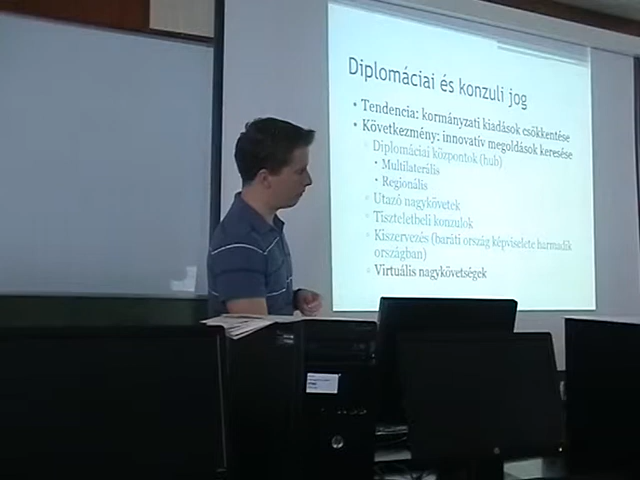 Diplomáciai és konzuli jog
• Tendencia: kormányzati kiadások csökkentése
• Következmény: innovatív megoldások keresése
▫ Diplomáciai központok (hub)
• Multilaterális
• Regionális
▫ Utazó nagykövetek
▫ Tiszteletbeli konzulok
▫ Kiszervezés (baráti ország képviselete harmadik
országban)
▫ Virtuális nagykövetségek